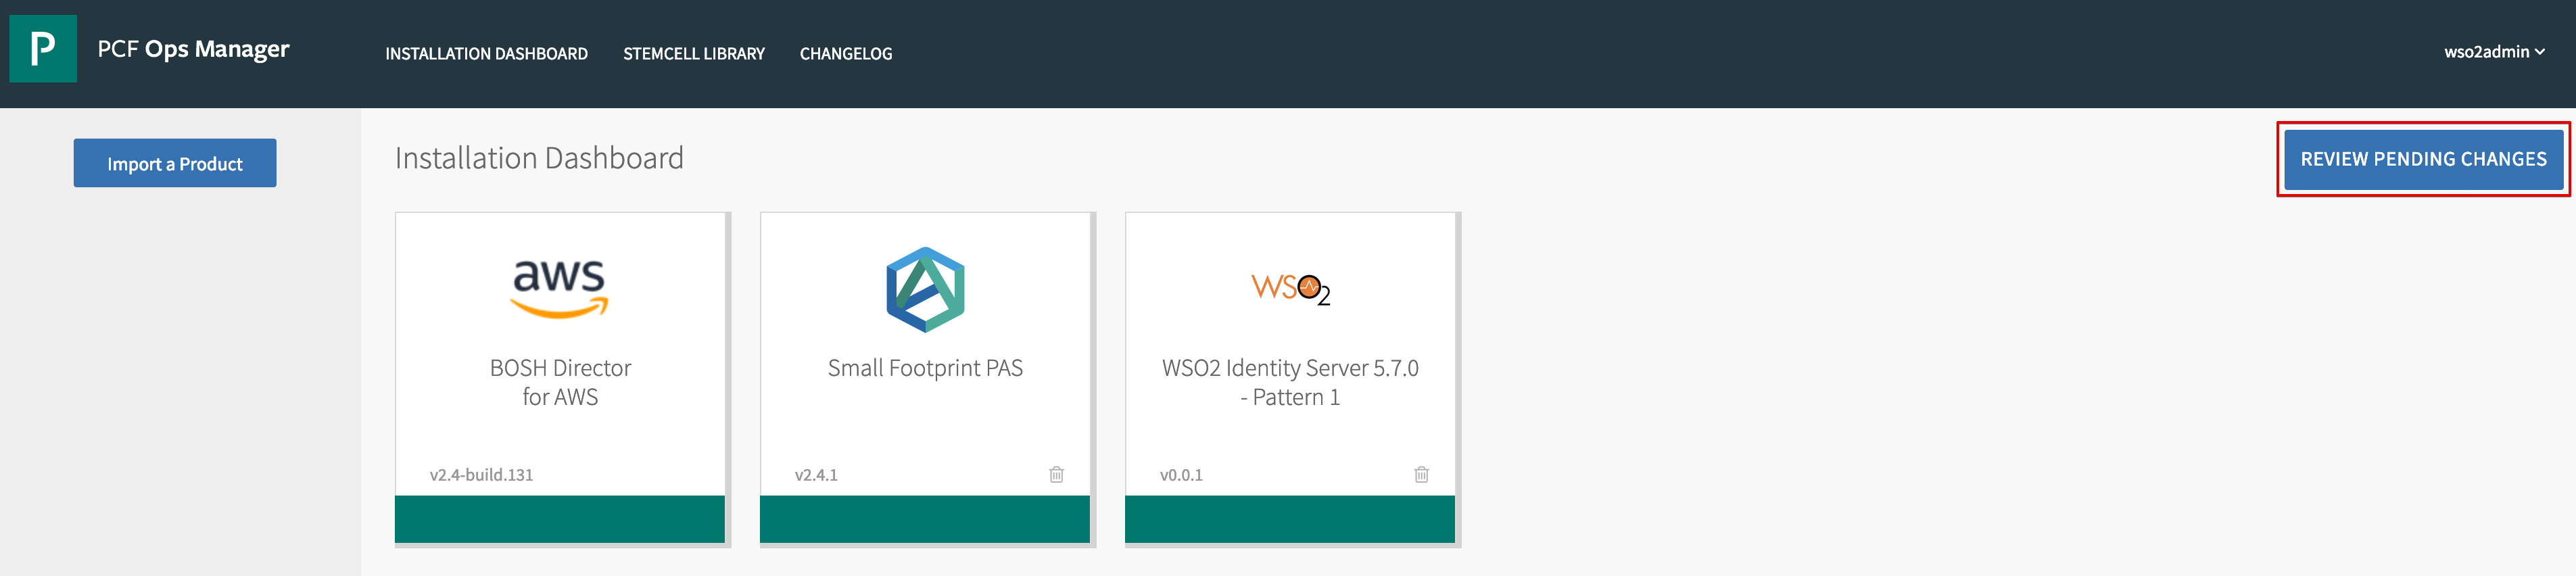 P
PCF Ops Manager
INSTALLATION DASHBOARD
STEMCELL LIBRARY
CHANGELOG
wso2admin
Import a Product
Installation Dashboard
REVIEW PENDING CHANGES
aws
BOSH Director
for AWS
v2.4-build.131
Small Footprint PAS
v2.4.1
WSO2
WSO2 Identity Server 5.7.0
- Pattern 1
v0.0.1